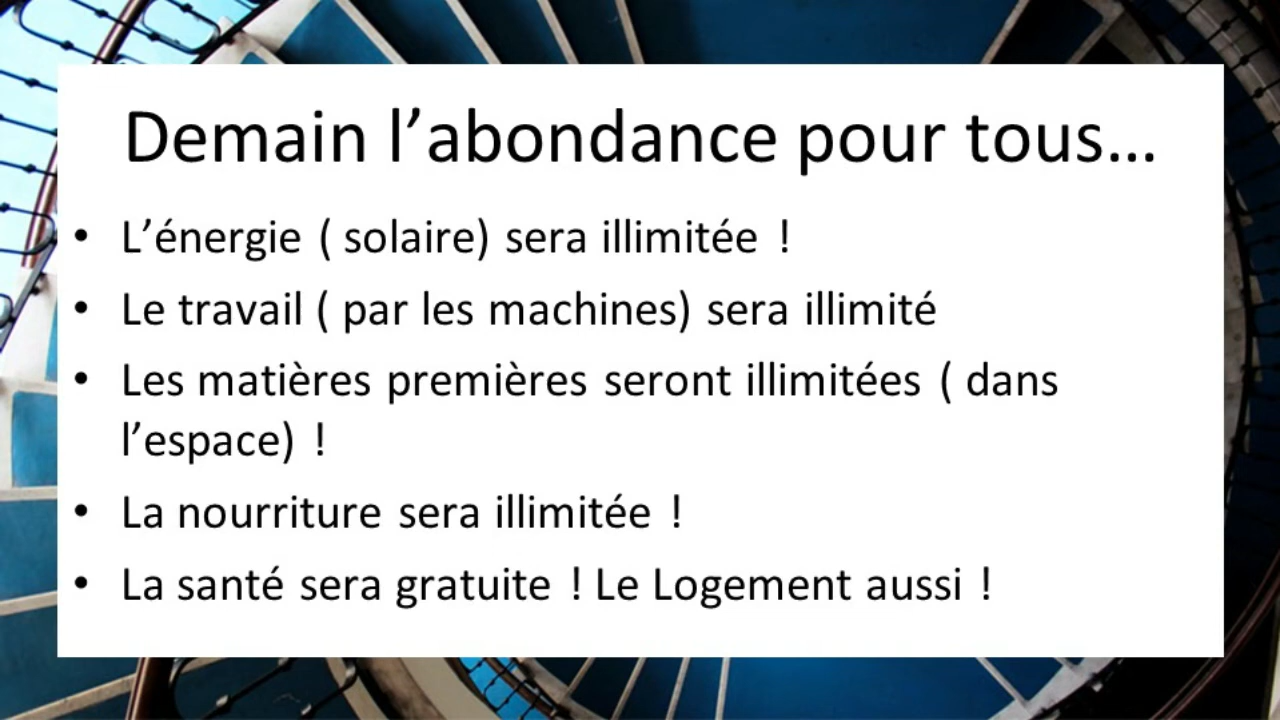 Demain l’abondance pour tous…
• L’énergie ( solaire) sera illimitée !
• Le travail ( par les machines) sera illimité
• Les matières premières seront illimitées ( dans
l’espace) !
• La nourriture sera illimitée !
• La santé sera gratuite ! Le Logement aussi !